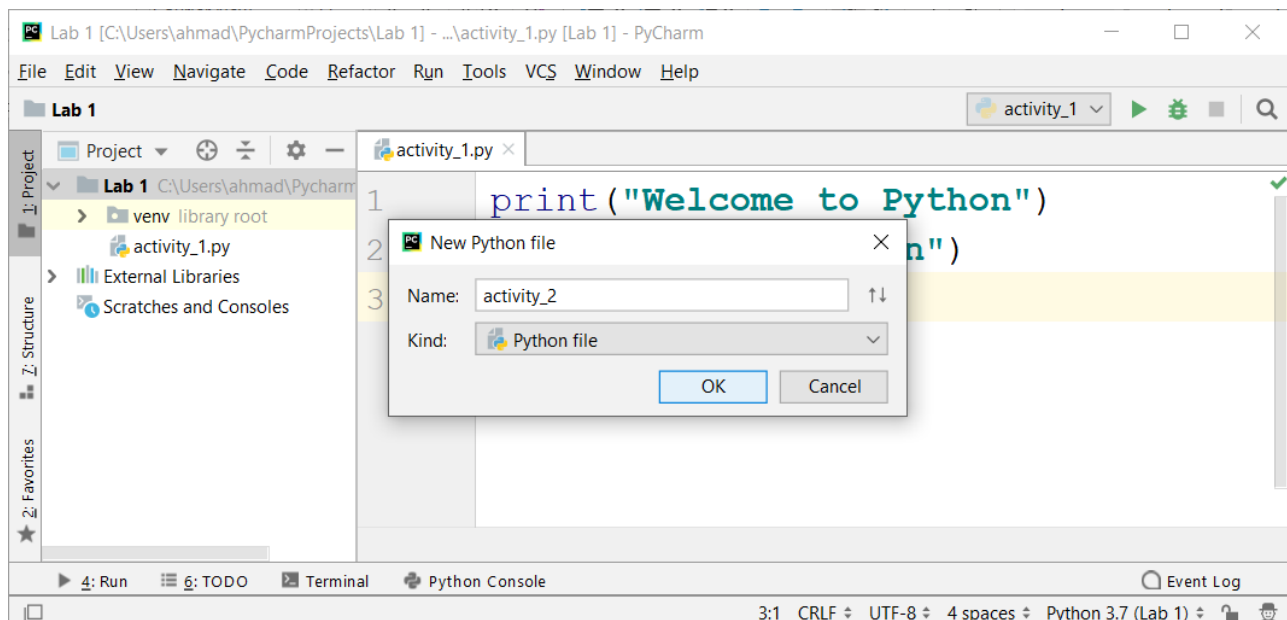 Lab 1 [C:\Users\ahmad\PycharmProjects\Lab 1] - ...\activity_1.py [Lab 1] - PyCharm
File Edit View Navigate Code Refactor Run Tools VCS Window Help
Lab 1
activity_1
1: Project
Project
activity_1.py
Lab 1 C:\Users\ahmad\Pycharm
venv library root
activity_1.py
External Libraries
Scratches and Consoles
1 print("Welcome to Python")
2 n")
3
New Python file
Name: activity_2
Kind: Python file
OK Cancel
7: Structure
2: Favorites
4: Run 6: TODO Terminal Python Console Event Log
3:1 CRLF UTF-8 4 spaces Python 3.7 (Lab 1)